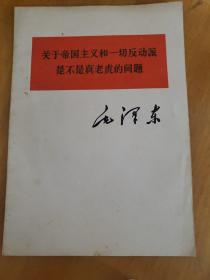 关于帝国主义和一切反动派
是不是真老虎的问题
毛泽东